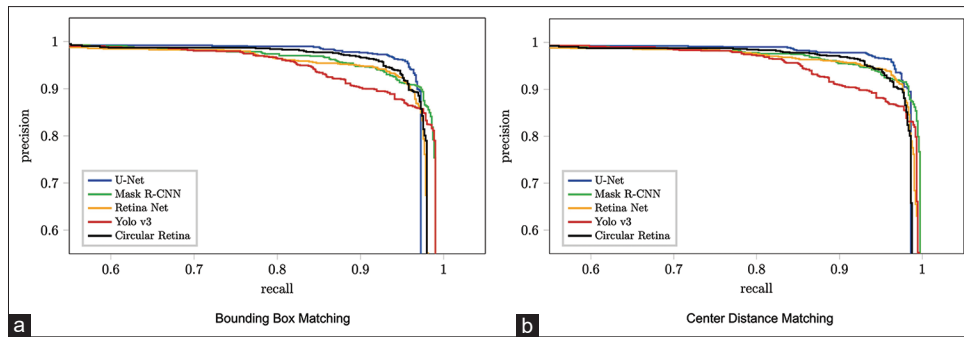 1
0.9
0.8
0.7
0.6
precision
U-Net
Mask R-CNN
Retina Net
Yolo v3
Circular Retina
0.6 0.7 0.8 0.9 1
recall
a
Bounding Box Matching
1
0.9
0.8
0.7
0.6
precision
U-Net
Mask R-CNN
Retina Net
Yolo v3
Circular Retina
0.6 0.7 0.8 0.9 1
recall
b
Center Distance Matching